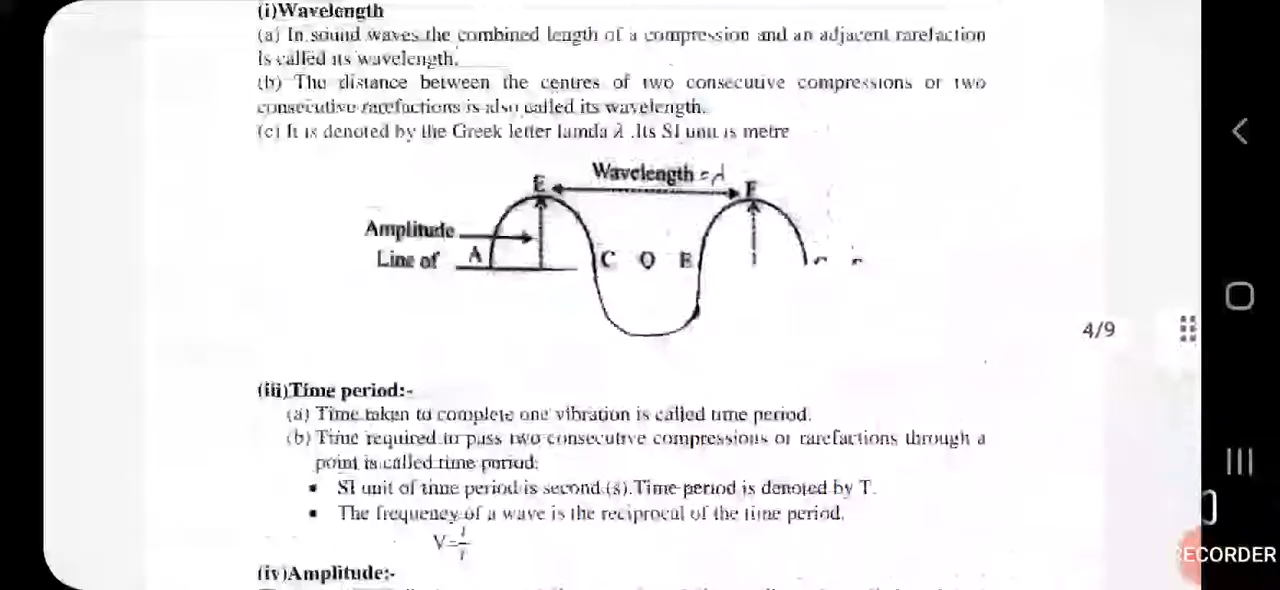 (i)Wavelength
(a) In sound waves the combined length of a compression and an adjacent rarefaction
is called its wavelength.
(b) The distance between the centres of two consecutive compressions or two
consecutive rarefactions is also called its wavelength.
(c) It is denoted by the Greek letter lamda λ .Its SI unit is metre
Wavelength =λ
E F
Amplitude
Line of A C O B
4/9
(iii)Time period:-
(a) Time taken to complete one vibration is called time period.
(b) Time required to pass two consecutive compressions or rarefactions through a
point is called time period.
▪ SI unit of time period is second (s).Time period is denoted by T.
▪ The frequency of a wave is the reciprocal of the time period.
V=1/T
RECORDER
(iv)Amplitude:-